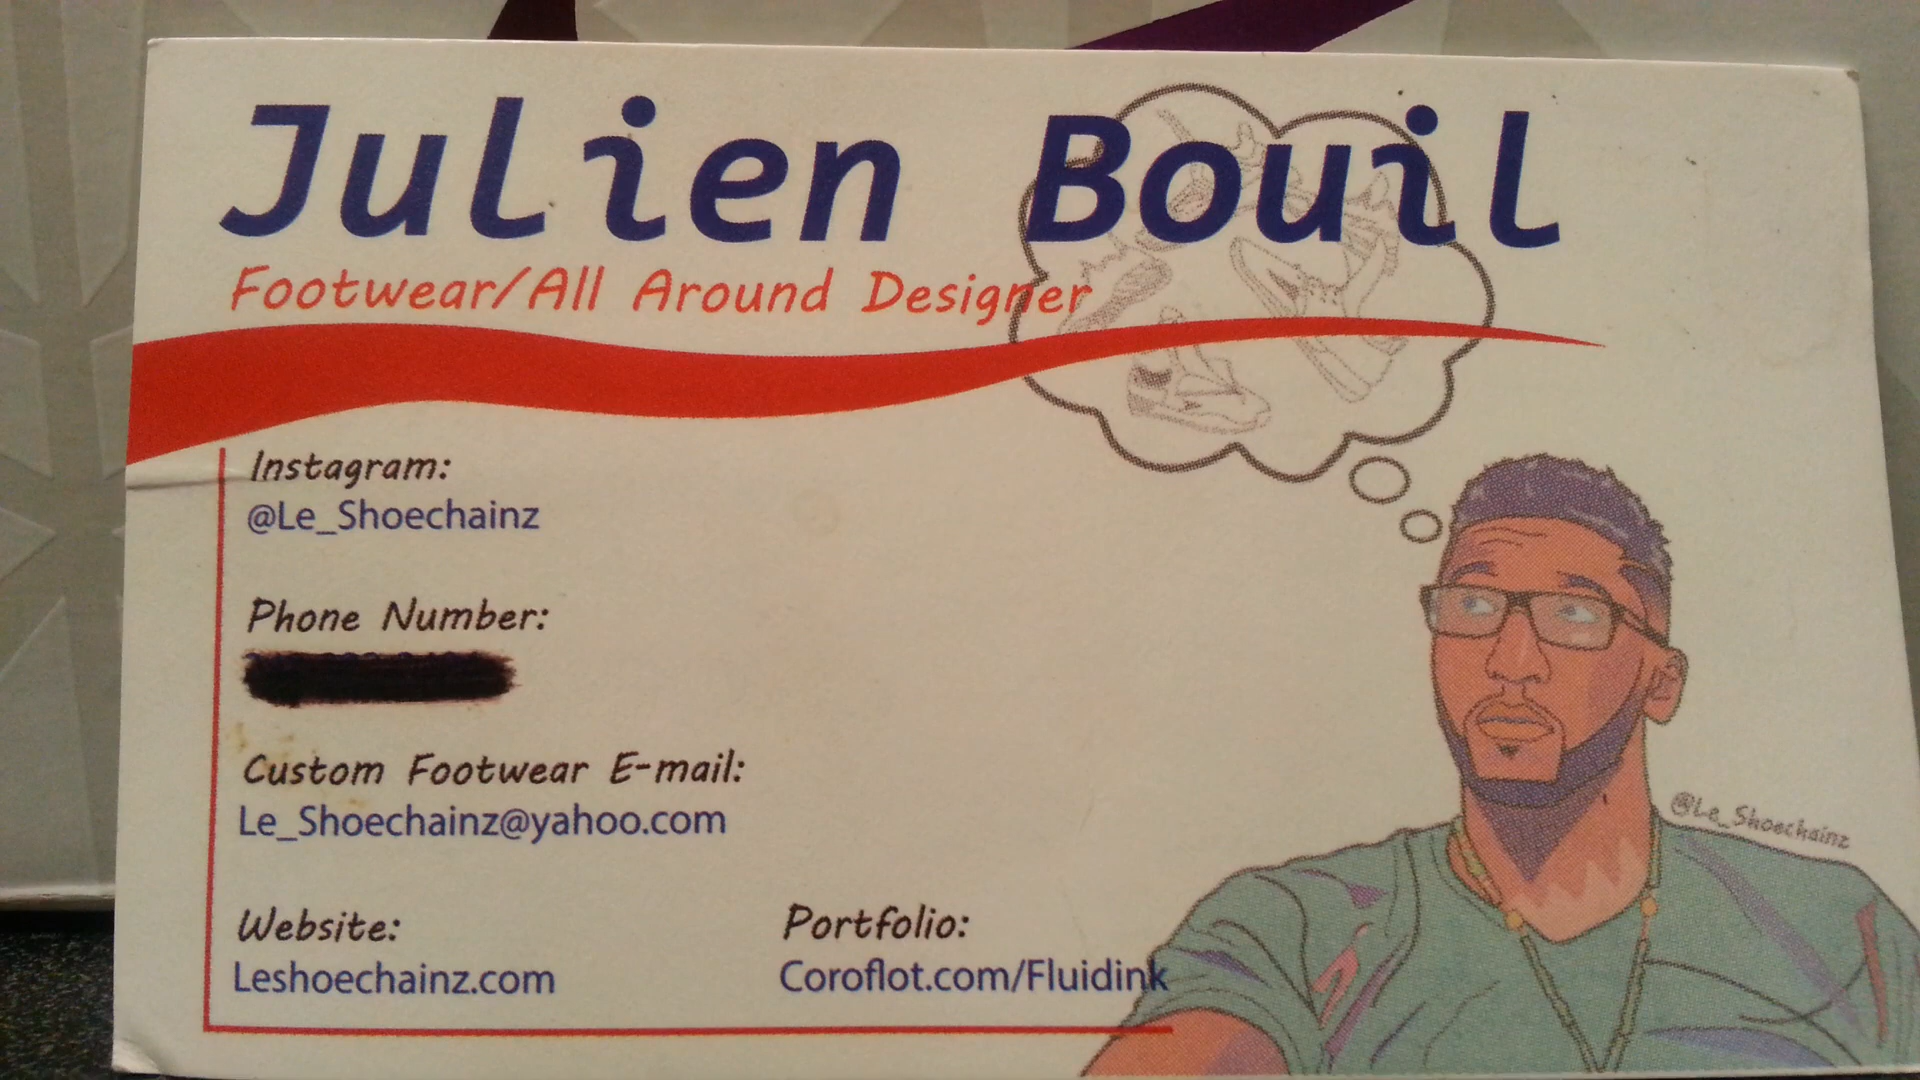 Julien Bouil
Footwear/All Around Designer
Instagram:
@Le_Shoechainz
Phone Number:
Custom Footwear E-mail:
Le_Shoechainz@yahoo.com
@Le_Shoechainz
Website:
Leshoechainz.com
Portfolio:
Coroflot.com/Fluidink